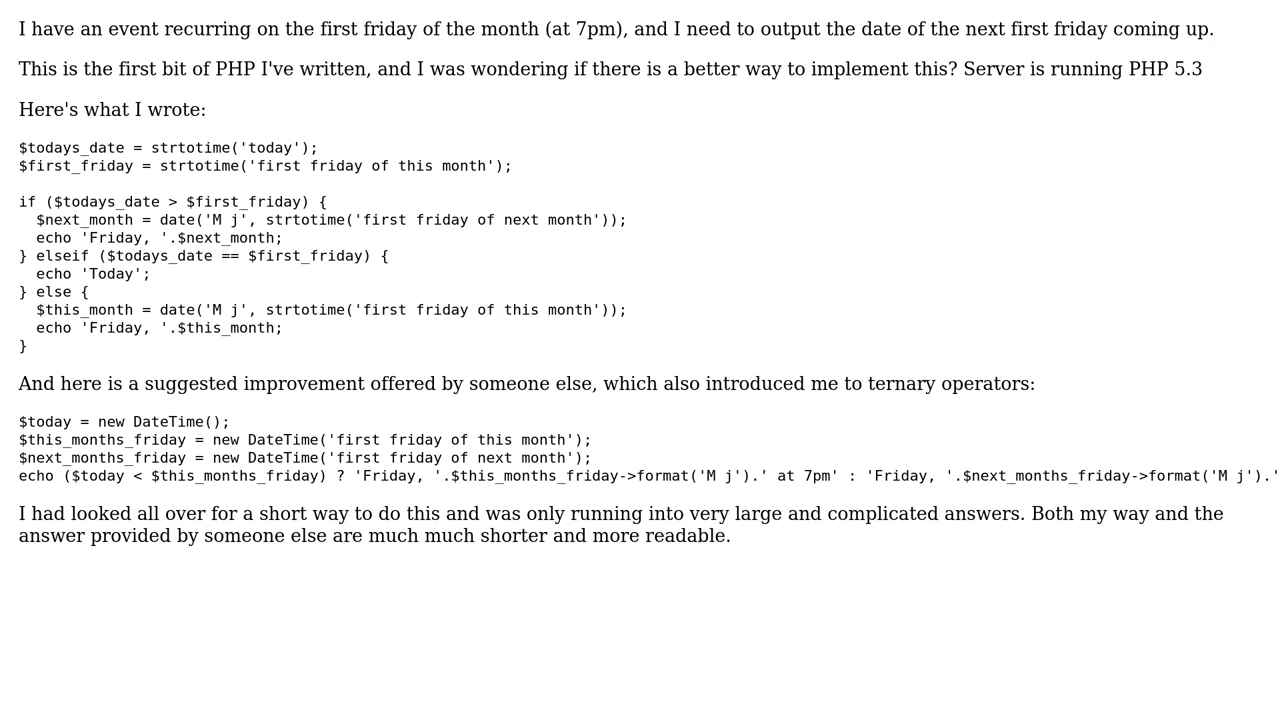 I have an event recurring on the first friday of the month (at 7pm), and I need to output the date of the next first friday coming up.
This is the first bit of PHP I've written, and I was wondering if there is a better way to implement this? Server is running PHP 5.3
Here's what I wrote:
$todays_date = strtotime('today');
$first_friday = strtotime('first friday of this month');
if ($todays_date > $first_friday) {
  $next_month = date('M j', strtotime('first friday of next month'));
  echo 'Friday, '.$next_month;
} elseif ($todays_date == $first_friday) {
  echo 'Today';
} else {
  $this_month = date('M j', strtotime('first friday of this month'));
  echo 'Friday, '.$this_month;
}
And here is a suggested improvement offered by someone else, which also introduced me to ternary operators:
$today = new DateTime();
$this_months_friday = new DateTime('first friday of this month');
$next_months_friday = new DateTime('first friday of next month');
echo ($today < $this_months_friday) ? 'Friday, '.$this_months_friday->format('M j').' at 7pm' : 'Friday, '.$next_months_friday->format('M j').'
I had looked all over for a short way to do this and was only running into very large and complicated answers. Both my way and the
answer provided by someone else are much much shorter and more readable.